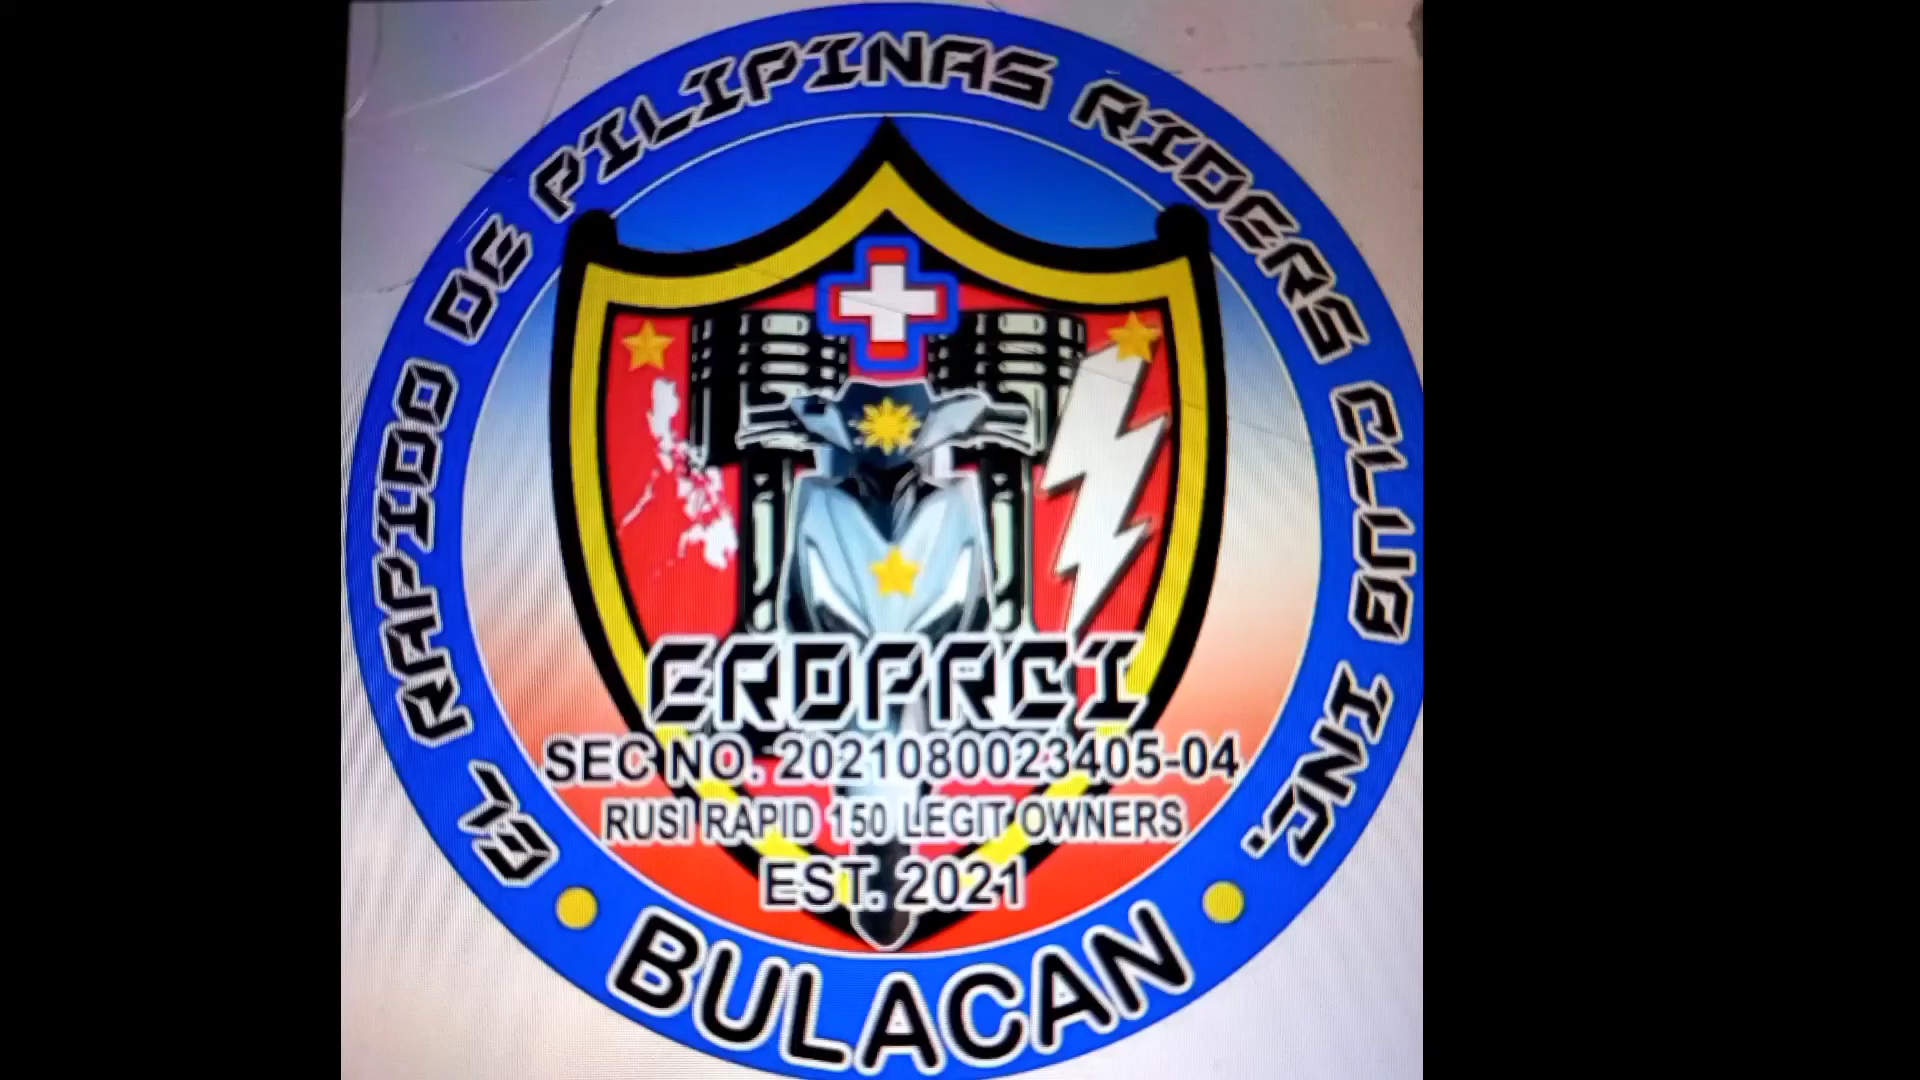 EL RAPIDO DE PILIPINAS RIDERS CLUB INC.
ERDPRCI
SEC NO. 2021080023405-04
RUSI RAPID 150 LEGIT OWNERS
EST. 2021
BULACAN